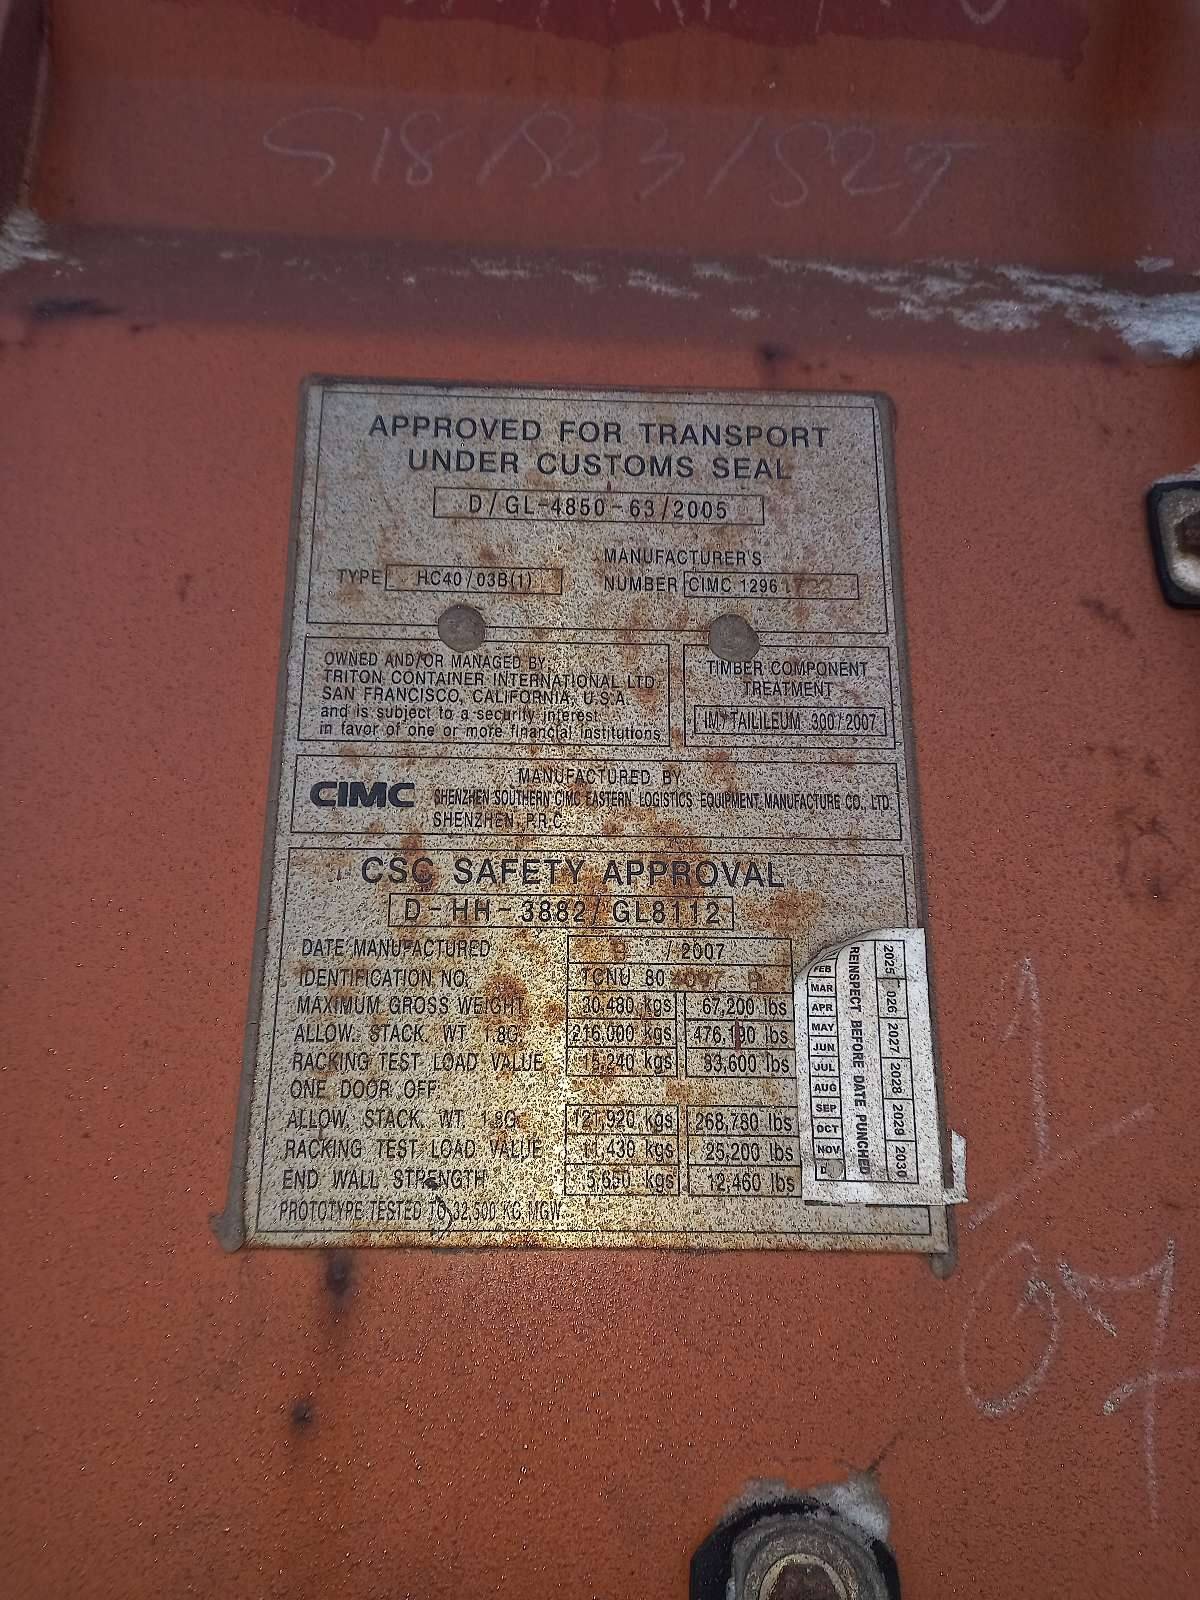 APPROVED FOR TRANSPORT
UNDER CUSTOMS SEAL
D/GL-4850-63/2005
MANUFACTURER'S
TYPE HC40/03B(1) NUMBER CIMC 1296
OWNED AND/OR MANAGED BY:
TRITON CONTAINER INTERNATIONAL LTD.
SAN FRANCISCO, CALIFORNIA, U.S.A.
and is subject to a security interest
in favor of one or more financial institutions
TIMBER COMPONENT
TREATMENT
IM/TAILILEUM 300/2007
CIMC
MANUFACTURED BY
SHENZHEN SOUTHERN CIMC EASTERN LOGISTICS EQUIPMENT MANUFACTURE CO., LTD.
SHENZHEN, P.R.C.
CSC SAFETY APPROVAL
D-HH-3882/GL8112
DATE MANUFACTURED / 2007
IDENTIFICATION NO. TCNU 80
MAXIMUM GROSS WEIGHT 30,480 kgs 67,200 lbs
ALLOW. STACK. WT. 1.8G. 216,000 kgs 476,190 lbs
RACKING TEST LOAD VALUE 15,240 kgs 33,600 lbs
ONE DOOR OFF:
ALLOW. STACK. WT. 1.8G. 121,920 kgs 268,780 lbs
RACKING TEST LOAD VALUE 11,430 kgs 25,200 lbs
END WALL STRENGTH 5,650 kgs 12,460 lbs
PROTOTYPE TESTED TO 32,500 KG MGW
2025 026 2027 2028 2029 2030
REINSPECT BEFORE DATE PUNCHED
FEB
MAR
APR
MAY
JUN
JUL
AUG
SEP
OCT
NOV
D
07